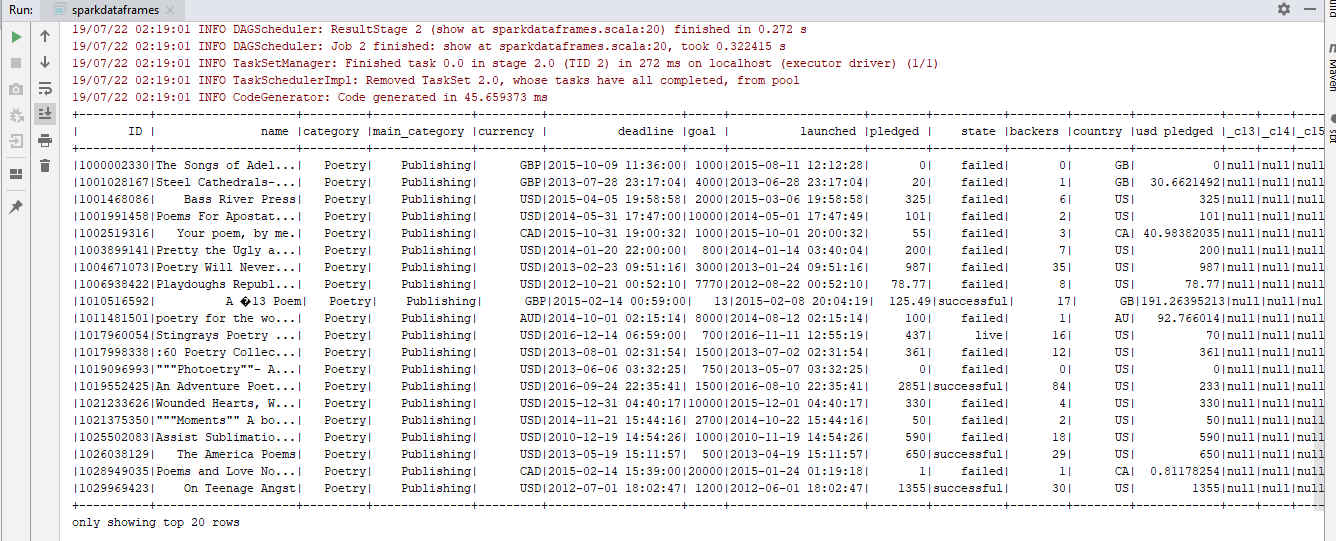 Run: sparkdataframes
19/07/22 02:19:01 INFO DAGScheduler: ResultStage 2 (show at sparkdataframes.scala:20) finished in 0.272 s
19/07/22 02:19:01 INFO DAGScheduler: Job 2 finished: show at sparkdataframes.scala:20, took 0.322415 s
19/07/22 02:19:01 INFO TaskSetManager: Finished task 0.0 in stage 2.0 (TID 2) in 272 ms on localhost (executor driver) (1/1)
19/07/22 02:19:01 INFO TaskSchedulerImpl: Removed TaskSet 2.0, whose tasks have all completed, from pool
19/07/22 02:19:01 INFO CodeGenerator: Code generated in 45.659373 ms
+----------+--------------------+--------+-------------+--------+-------------------+-----+-------------------+-------+----------+-------+-------+------------+----+----+----
|        ID|                name|category|main_category|currency|           deadline| goal|           launched|pledged|     state|backers|country| usd pledged|_c13|_c14|_c15
+----------+--------------------+--------+-------------+--------+-------------------+-----+-------------------+-------+----------+-------+-------+------------+----+----+----
|1000002330|The Songs of Adel...|  Poetry|   Publishing|     GBP|2015-10-09 11:36:00| 1000|2015-08-11 12:12:28|      0|    failed|      0|     GB|           0|null|null|null
|1001028167|Steel Cathedrals-...|  Poetry|   Publishing|     GBP|2013-07-28 23:17:04| 4000|2013-06-28 23:17:04|     20|    failed|      1|     GB|  30.6621492|null|null|null
|1001468086|    Bass River Press|  Poetry|   Publishing|     USD|2015-04-05 19:58:58| 2000|2015-03-06 19:58:58|    325|    failed|      6|     US|         325|null|null|null
|1001991458|Poems For Apostat...|  Poetry|   Publishing|     USD|2014-05-31 17:47:00|10000|2014-05-01 17:47:49|    101|    failed|      2|     US|         101|null|null|null
|1002519316|   Your poem, by me.|  Poetry|   Publishing|     CAD|2015-10-31 19:00:32| 1000|2015-10-01 20:00:32|     55|    failed|      3|     CA| 40.98382035|null|null|null
|1003899141|Pretty the Ugly a...|  Poetry|   Publishing|     USD|2014-01-20 22:00:00|  800|2014-01-14 03:40:04|    200|    failed|      7|     US|         200|null|null|null
|1004671073|Poetry Will Never...|  Poetry|   Publishing|     USD|2013-02-23 09:51:16| 3000|2013-01-24 09:51:16|    987|    failed|     35|     US|         987|null|null|null
|1006938422|Playdoughs Republ...|  Poetry|   Publishing|     USD|2012-10-21 00:52:10| 7770|2012-08-22 00:52:10|  78.77|    failed|      8|     US|       78.77|null|null|null
|1010516592|          A �13 Poem|  Poetry|   Publishing|     GBP|2015-02-14 00:59:00|   13|2015-02-08 20:04:19| 125.49|successful|     17|     GB|191.26395213|null|null|nul
|1011481501|poetry for the wo...|  Poetry|   Publishing|     AUD|2014-10-01 02:15:14| 8000|2014-08-12 02:15:14|    100|    failed|      1|     AU|   92.766014|null|null|null
|1017960054|Stingrays Poetry ...|  Poetry|   Publishing|     USD|2016-12-14 06:59:00|  700|2016-11-11 12:55:19|    437|      live|     16|     US|          70|null|null|null
|1017998338|:60 Poetry Collec...|  Poetry|   Publishing|     USD|2013-08-01 02:31:54| 1500|2013-07-02 02:31:54|    361|    failed|     12|     US|         361|null|null|null
|1019096993|"""Photoetry""- A...|  Poetry|   Publishing|     USD|2013-06-06 03:32:25|  750|2013-05-07 03:32:25|      0|    failed|      0|     US|           0|null|null|null
|1019552425|An Adventure Poet...|  Poetry|   Publishing|     USD|2016-09-24 22:35:41| 1500|2016-08-10 22:35:41|   2851|successful|     84|     US|         233|null|null|null
|1021233626|Wounded Hearts, W...|  Poetry|   Publishing|     USD|2015-12-31 04:40:17|10000|2015-12-01 04:40:17|    330|    failed|      4|     US|         330|null|null|null
|1021375350|"""Moments"" A bo...|  Poetry|   Publishing|     USD|2014-11-21 15:44:16| 2700|2014-10-22 15:44:16|     50|    failed|      2|     US|          50|null|null|null
|1025502083|Assist Sublimatio...|  Poetry|   Publishing|     USD|2010-12-19 14:54:26| 1000|2010-11-19 14:54:26|    590|    failed|     18|     US|         590|null|null|null
|1026038129|   The America Poems|  Poetry|   Publishing|     USD|2013-05-19 15:11:57|  500|2013-04-19 15:11:57|    650|successful|     29|     US|         650|null|null|null
|1028949035|Poems and Love No...|  Poetry|   Publishing|     CAD|2015-02-14 15:39:00|20000|2015-01-24 01:19:18|      1|    failed|      1|     CA|  0.81178254|null|null|null
|1029969423|     On Teenage Angst|  Poetry|   Publishing|     USD|2012-07-01 18:02:47| 1200|2012-06-01 18:02:47|   1355|successful|     30|     US|        1355|null|null|null
+----------+--------------------+--------+-------------+--------+-------------------+-----+-------------------+-------+----------+-------+-------+------------+----+----+----
only showing top 20 rows
Maven
sbt